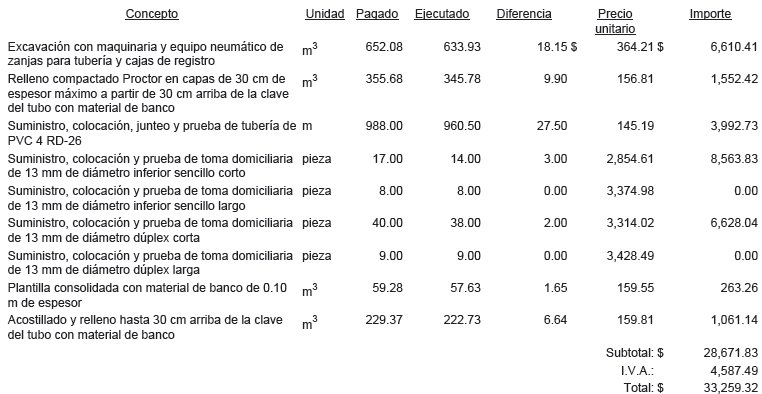 Concepto Unidad Pagado Ejecutado Diferencia Precio unitario Importe
Excavación con maquinaria y equipo neumático de m³ 652.08 633.93 18.15 $ 364.21 $ 6,610.41
zanjas para tubería y cajas de registro
Relleno compactado Proctor en capas de 30 cm de m³ 355.68 345.78 9.90 156.81 1,552.42
espesor máximo a partir de 30 cm arriba de la clave
del tubo con material de banco
Suministro, colocación, junteo y prueba de tubería de m 988.00 960.50 27.50 145.19 3,992.73
PVC 4 RD-26
Suministro, colocación y prueba de toma domiciliaria pieza 17.00 14.00 3.00 2,854.61 8,563.83
de 13 mm de diámetro inferior sencillo corto
Suministro, colocación y prueba de toma domiciliaria pieza 8.00 8.00 0.00 3,374.98 0.00
de 13 mm de diámetro inferior sencillo largo
Suministro, colocación y prueba de toma domiciliaria pieza 40.00 38.00 2.00 3,314.02 6,628.04
de 13 mm de diámetro dúplex corta
Suministro, colocación y prueba de toma domiciliaria pieza 9.00 9.00 0.00 3,428.49 0.00
de 13 mm de diámetro dúplex larga
Plantilla consolidada con material de banco de 0.10 m³ 59.28 57.63 1.65 159.55 263.26
m de espesor
Acostillado y relleno hasta 30 cm arriba de la clave m³ 229.37 222.73 6.64 159.81 1,061.14
del tubo con material de banco
Subtotal: $ 28,671.83
I.V.A.: 4,587.49
Total: $ 33,259.32